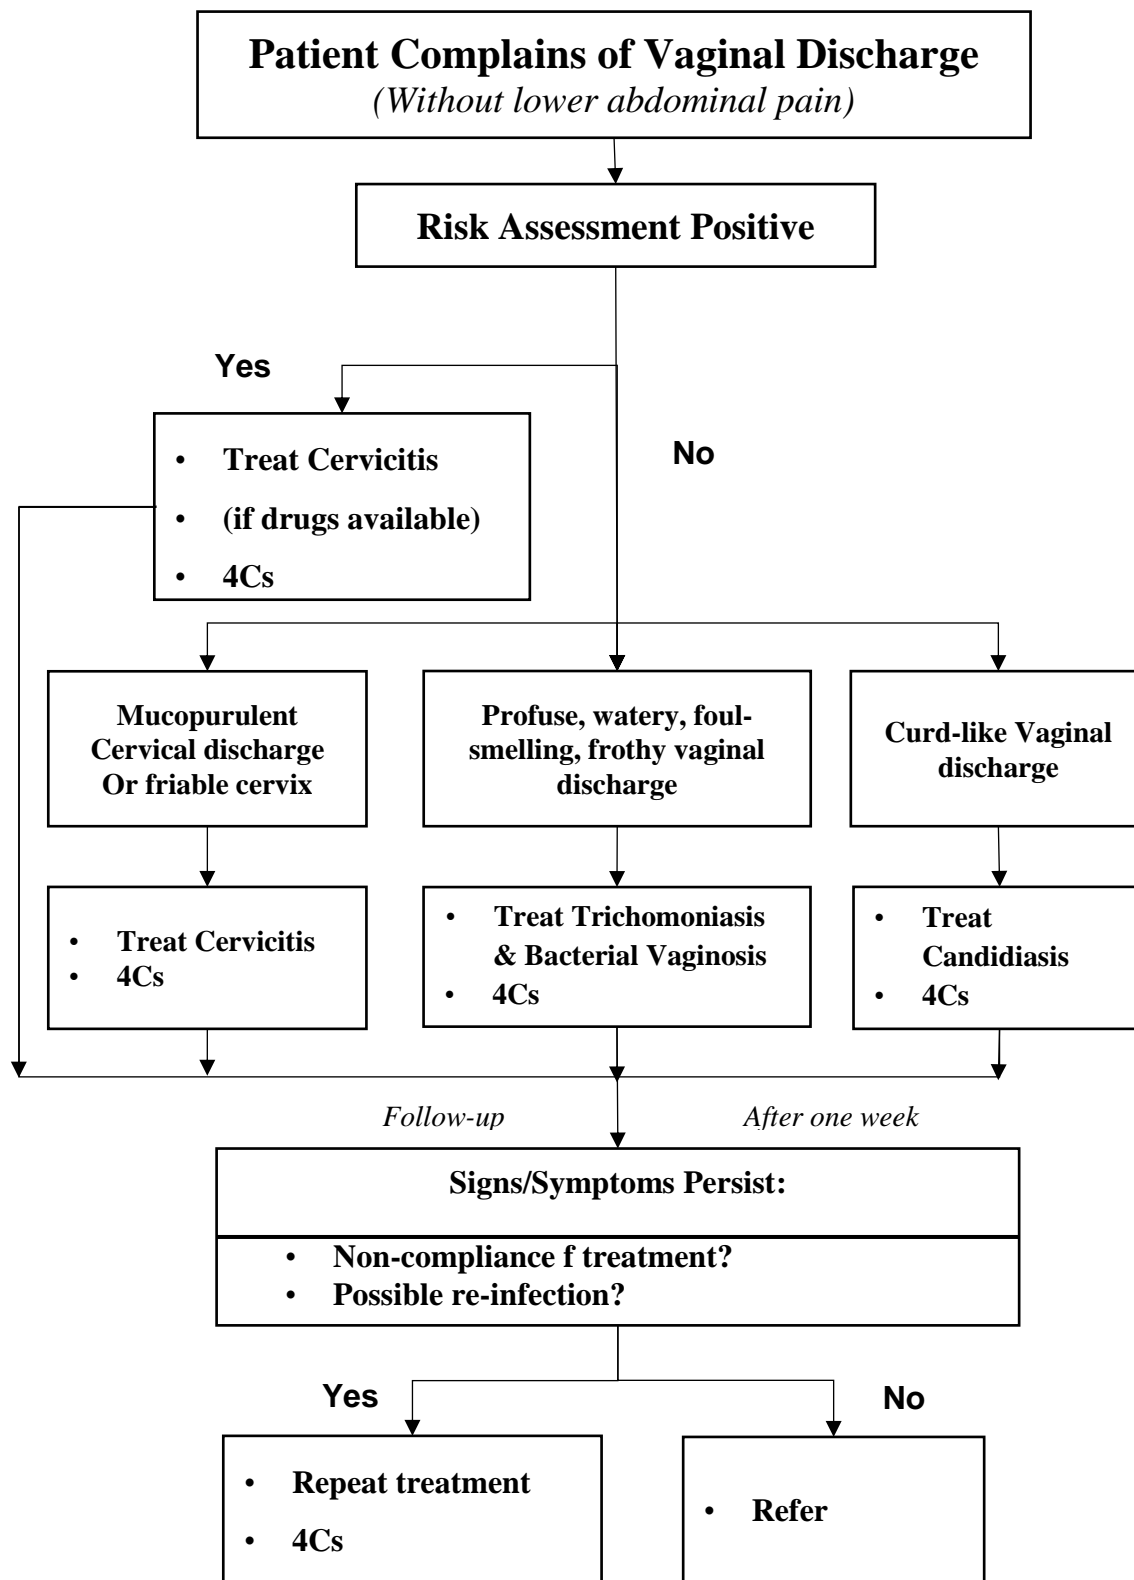 Patient Complains of Vaginal Discharge
(Without lower abdominal pain)
Risk Assessment Positive
Yes
No
• Treat Cervicitis
• (if drugs available)
• 4Cs
Mucopurulent
Cervical discharge
Or friable cervix
Profuse, watery, foul-
smelling, frothy vaginal
discharge
Curd-like Vaginal
discharge
• Treat Cervicitis
• 4Cs
• Treat Trichomoniasis
& Bacterial Vaginosis
• 4Cs
• Treat
Candidiasis
• 4Cs
Follow-up After one week
Signs/Symptoms Persist:
• Non-compliance f treatment?
• Possible re-infection?
Yes
No
• Repeat treatment
• 4Cs
• Refer